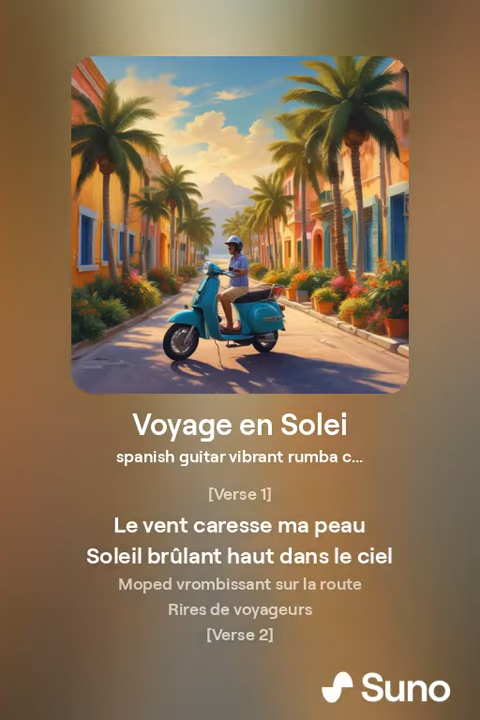 Voyage en Solei
spanish guitar vibrant rumba c...
[Verse 1]
Le vent caresse ma peau
Soleil brûlant haut dans le ciel
Moped vrombissant sur la route
Rires de voyageurs
[Verse 2]
Suno